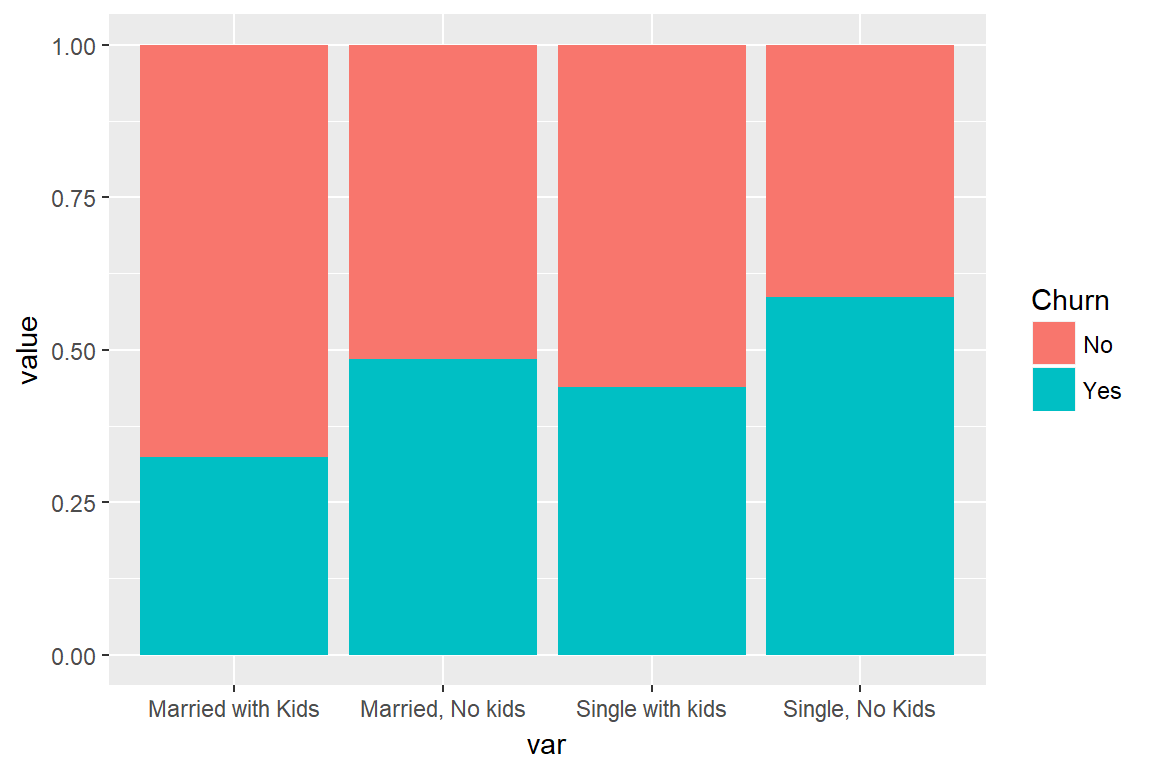 1.00
0.75
0.50
0.25
0.00
value
Married with Kids
Married, No kids
Single with kids
Single, No Kids
var
Churn
No
Yes